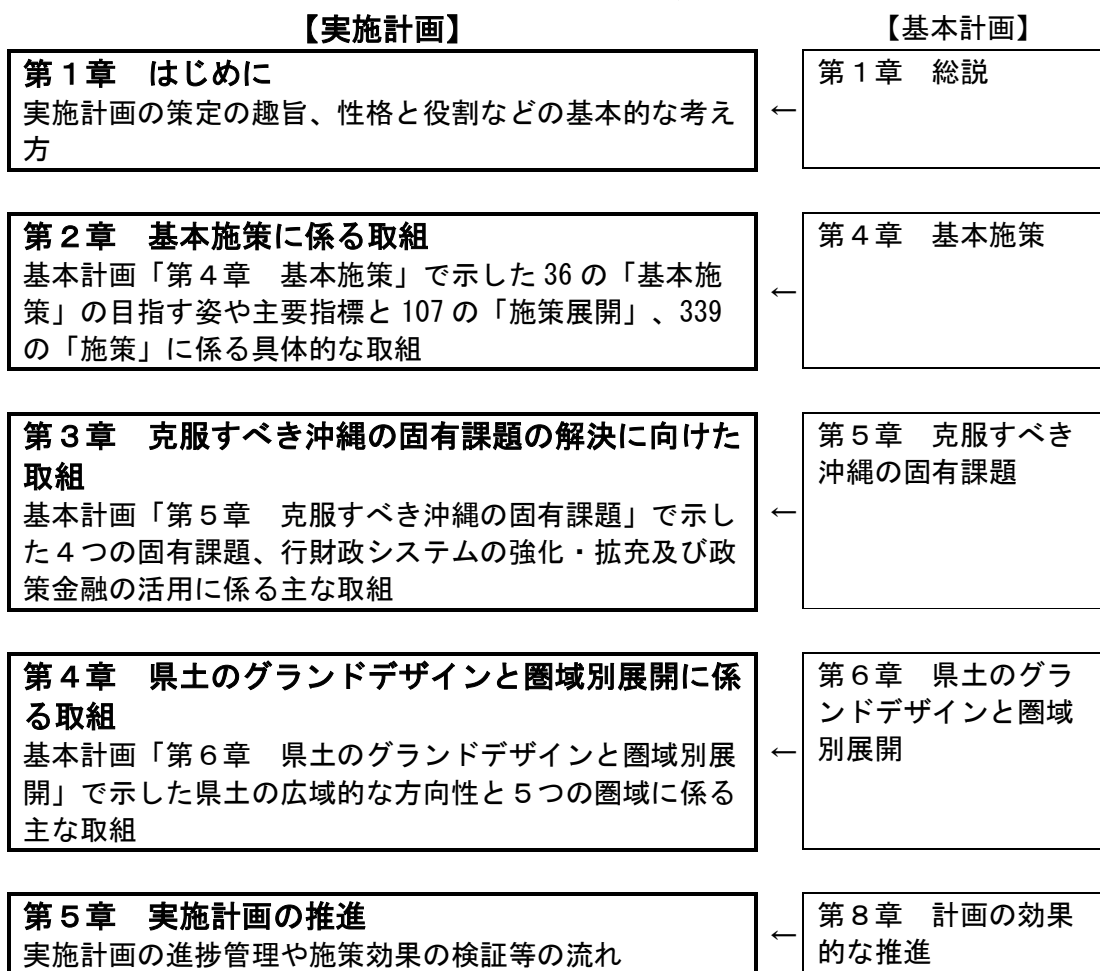 【実施計画】
【基本計画】
第１章　はじめに
実施計画の策定の趣旨、性格と役割などの基本的な考え
方
←
第１章　総説
第２章　基本施策に係る取組
基本計画「第４章　基本施策」で示した 36 の「基本施
策」の目指す姿や主要指標と 107 の「施策展開」、339
の「施策」に係る具体的な取組
←
第４章　基本施策
第３章　克服すべき沖縄の固有課題の解決に向けた
取組
基本計画「第５章　克服すべき沖縄の固有課題」で示し
た４つの固有課題、行財政システムの強化・拡充及び政
策金融の活用に係る主な取組
←
第５章　克服すべき
沖縄の固有課題
第４章　県土のグランドデザインと圏域別展開に係
る取組
基本計画「第６章　県土のグランドデザインと圏域別展
開」で示した県土の広域的な方向性と５つの圏域に係る
主な取組
←
第６章　県土のグラ
ンドデザインと圏域
別展開
第５章　実施計画の推進
実施計画の進捗管理や施策効果の検証等の流れ
←
第８章　計画の効果
的な推進